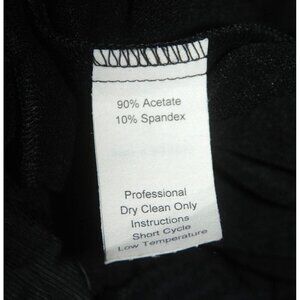 90% Acetate
10% Spandex
Professional
Dry Clean Only
Instructions
Short Cycle
Low Temperature